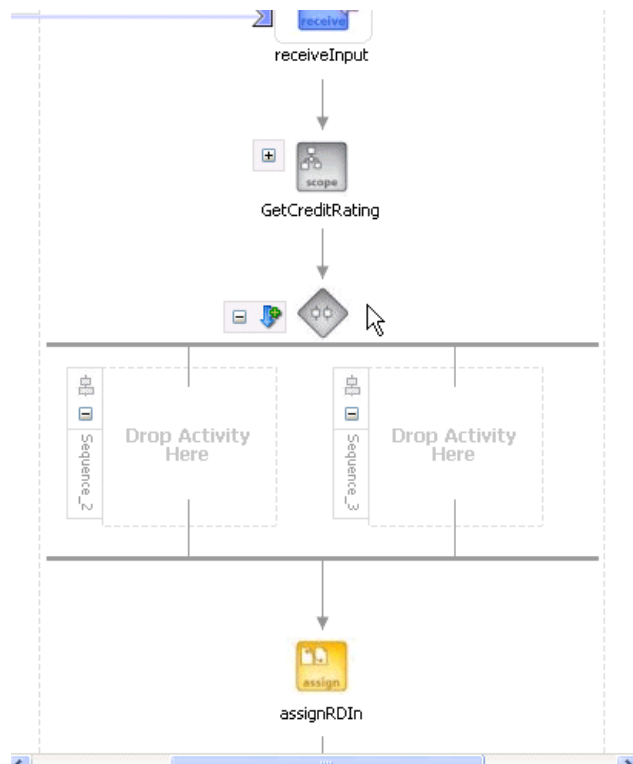 receive
receiveInput
scope
GetCreditRating
Sequence_2
Drop Activity
Here
Sequence_3
Drop Activity
Here
assign
assignRDIn